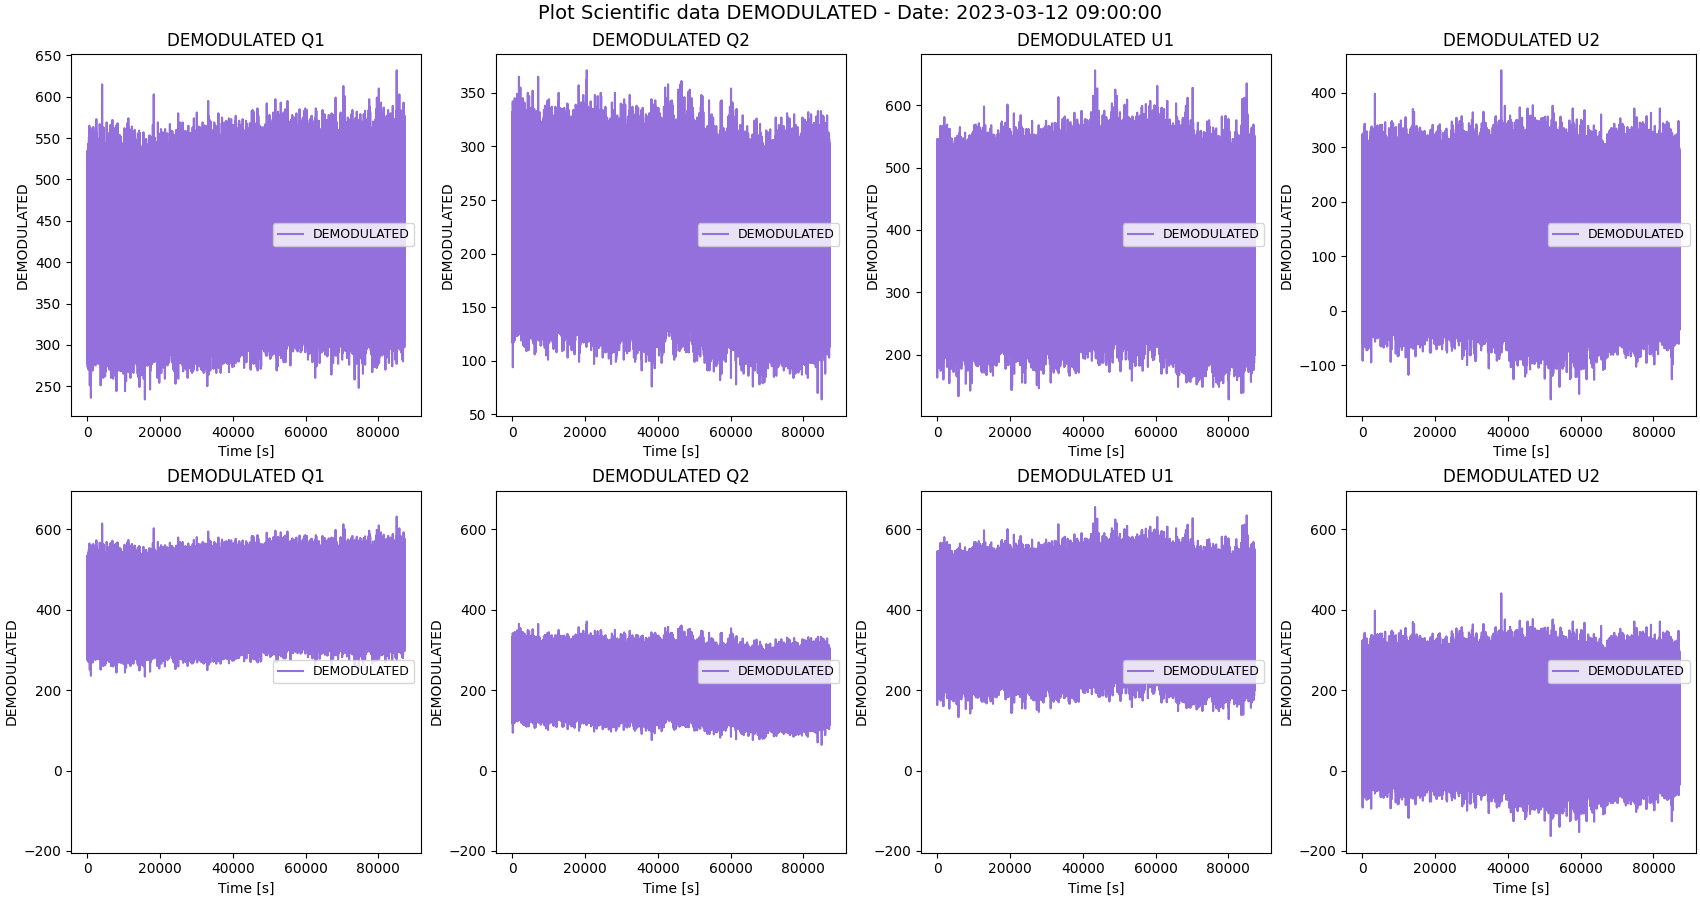 Plot Scientific data DEMODULATED - Date: 2023-03-12 09:00:00
DEMODULATED Q1
DEMODULATED
650
600
550
500
450
400
350
300
250
DEMODULATED
0 20000 40000 60000 80000
Time [s]
DEMODULATED Q2
DEMODULATED
350
300
250
200
150
100
50
DEMODULATED
0 20000 40000 60000 80000
Time [s]
DEMODULATED U1
DEMODULATED
600
500
400
300
200
DEMODULATED
0 20000 40000 60000 80000
Time [s]
DEMODULATED U2
DEMODULATED
400
300
200
100
0
−100
DEMODULATED
0 20000 40000 60000 80000
Time [s]
DEMODULATED Q1
DEMODULATED
600
400
200
0
−200
DEMODULATED
0 20000 40000 60000 80000
Time [s]
DEMODULATED Q2
DEMODULATED
600
400
200
0
−200
DEMODULATED
0 20000 40000 60000 80000
Time [s]
DEMODULATED U1
DEMODULATED
600
400
200
0
−200
DEMODULATED
0 20000 40000 60000 80000
Time [s]
DEMODULATED U2
DEMODULATED
600
400
200
0
−200
DEMODULATED
0 20000 40000 60000 80000
Time [s]